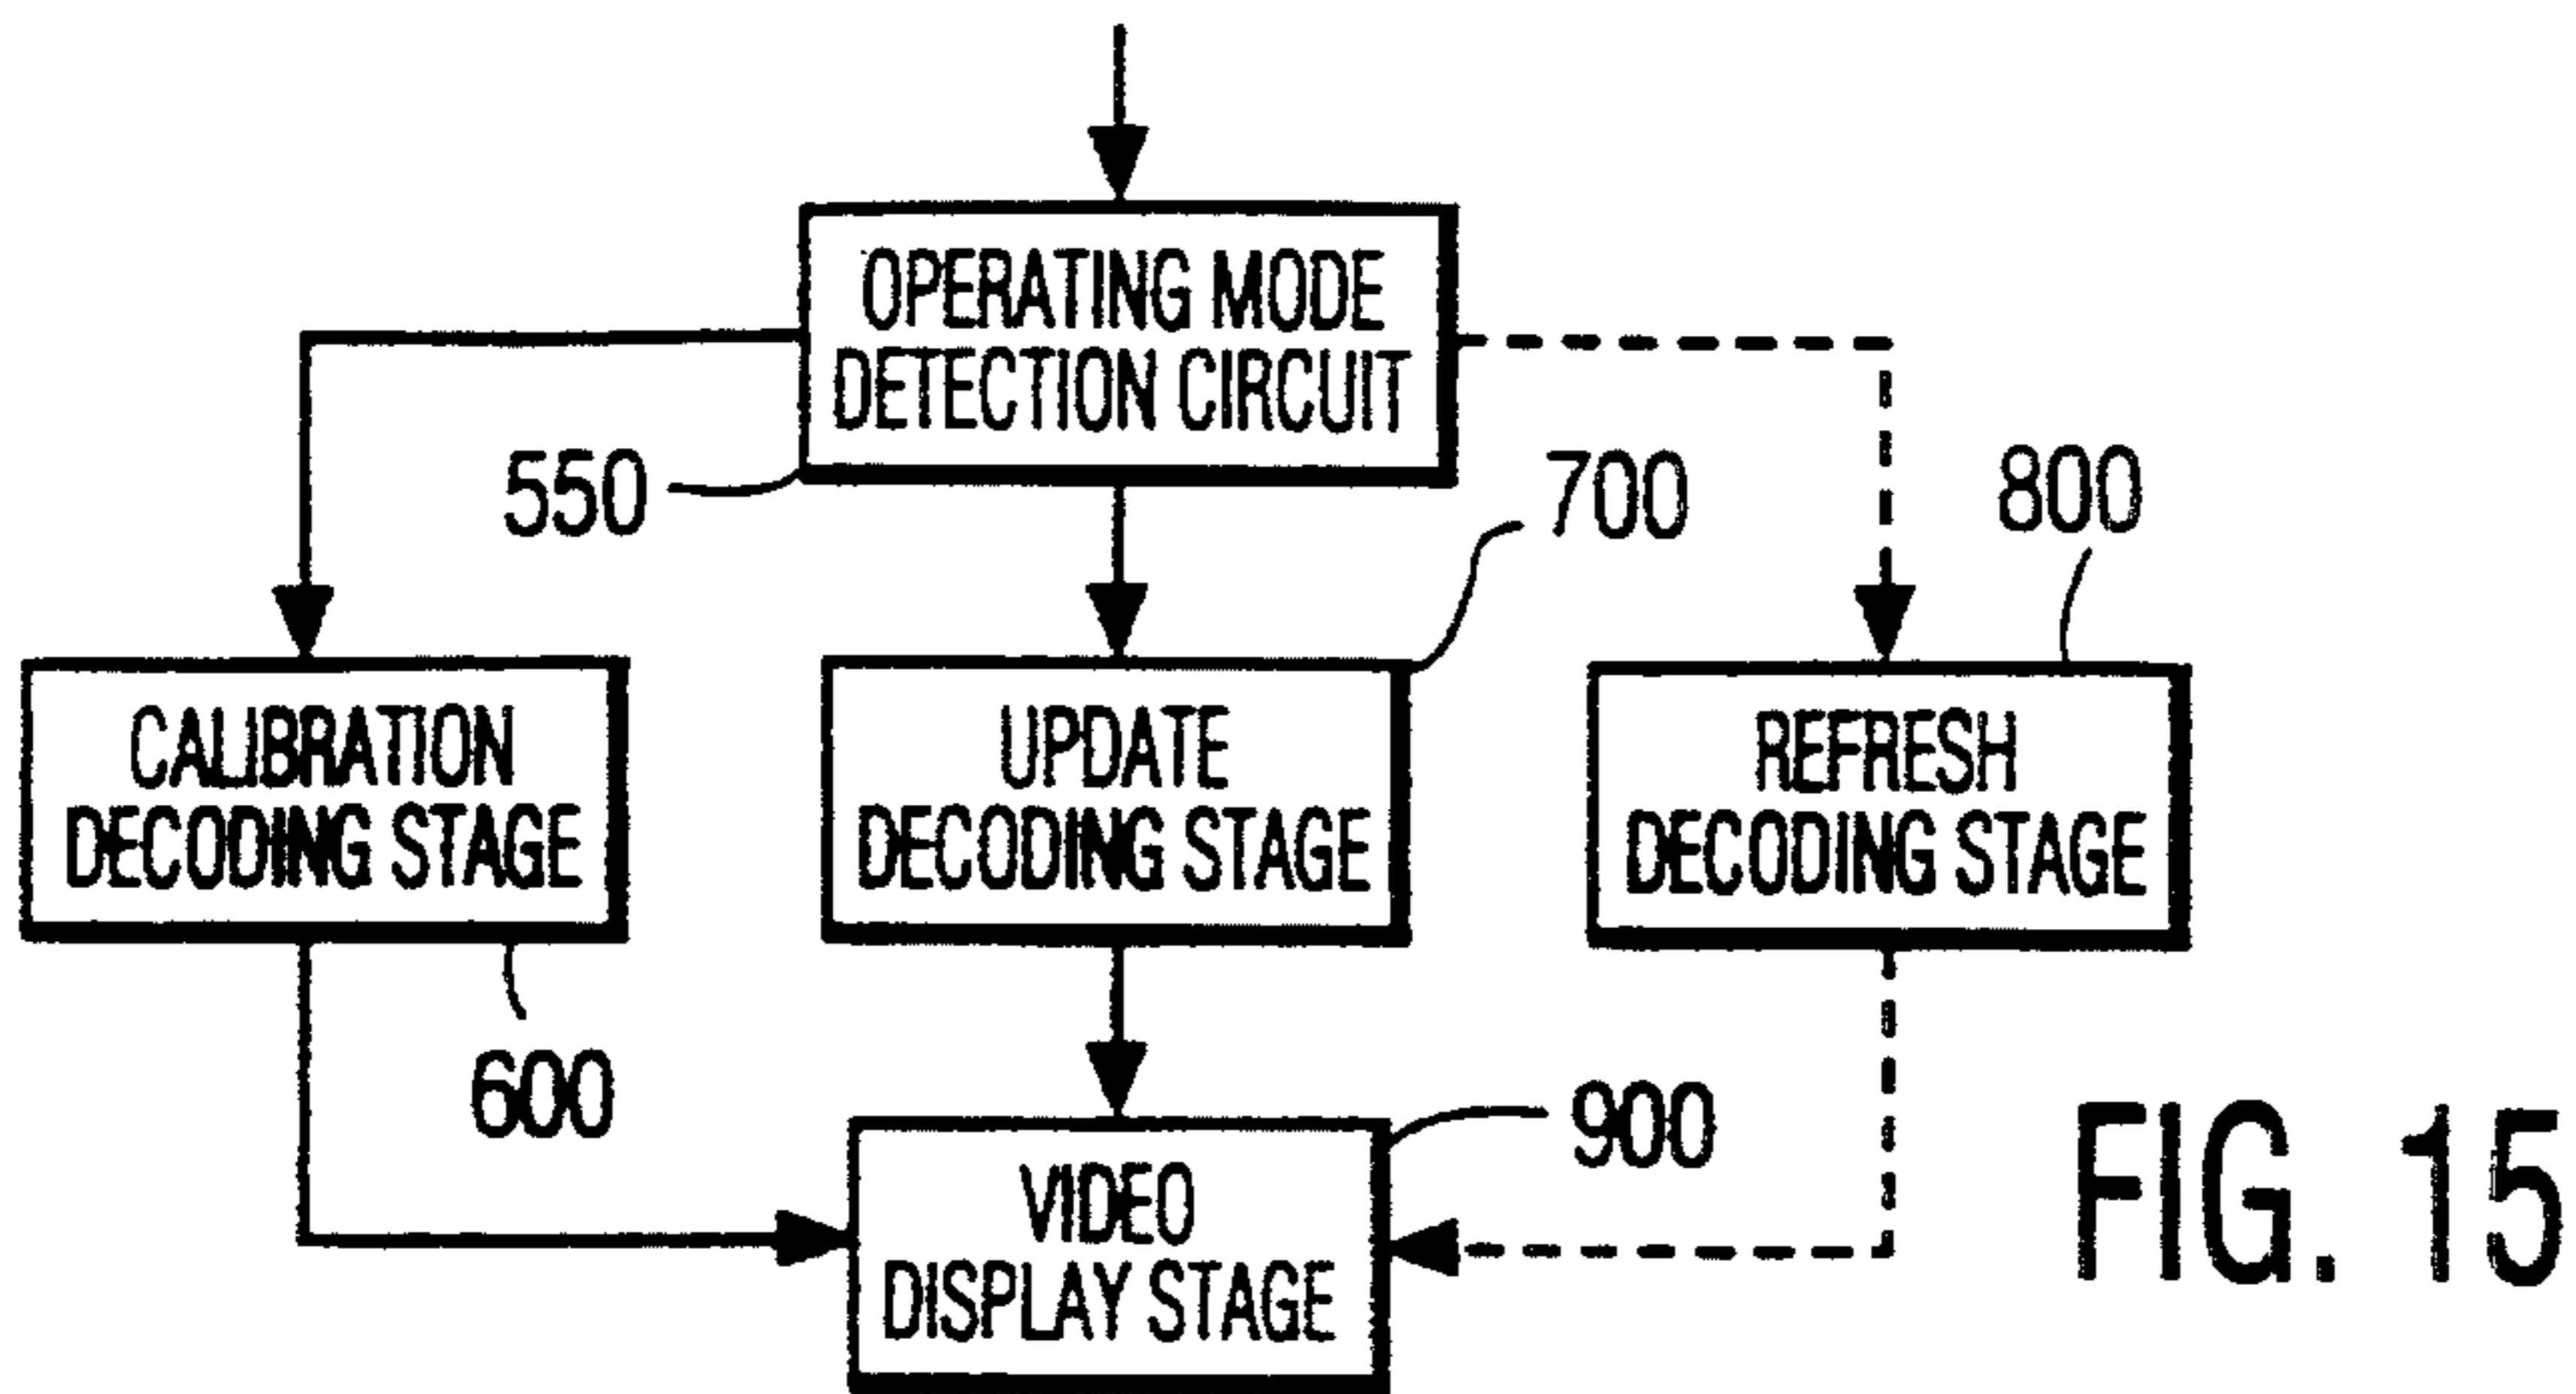 OPERATING MODE
DETECTION CIRCUIT
550
700
800
CALIBRATION
DECODING STAGE
UPDATE
DECODING STAGE
REFRESH
DECODING STAGE
600
900
VIDEO
DISPLAY STAGE
FIG. 15